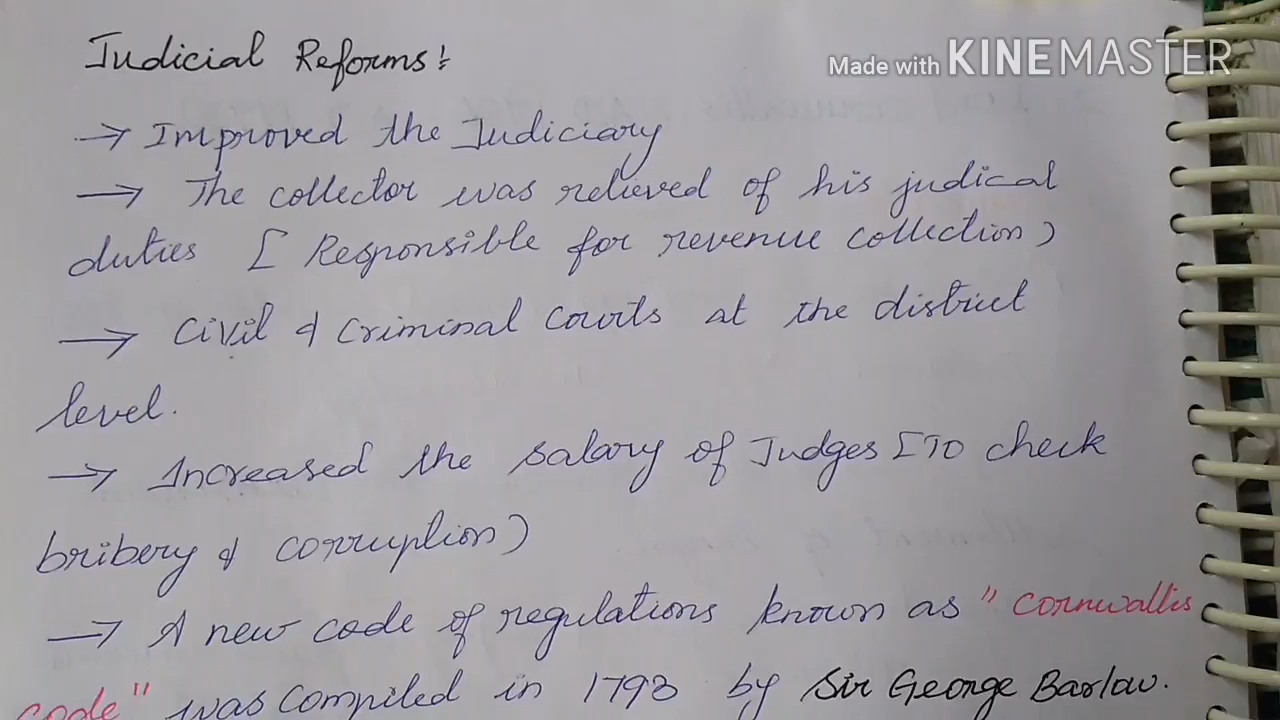 Judicial Reforms:
Made with KINEMASTER
→ Improved the Judiciary
→ The collector was relieved of his judical
duties [ Responsible for revenue collection)
→ Civil & Criminal Courts at the district
level.
→ Increased the salary of Judges [To check
bribery & corruption)
→ A new code of regulations known as "cornwallis
code" was compiled in 1793 by Sir George Barlow.